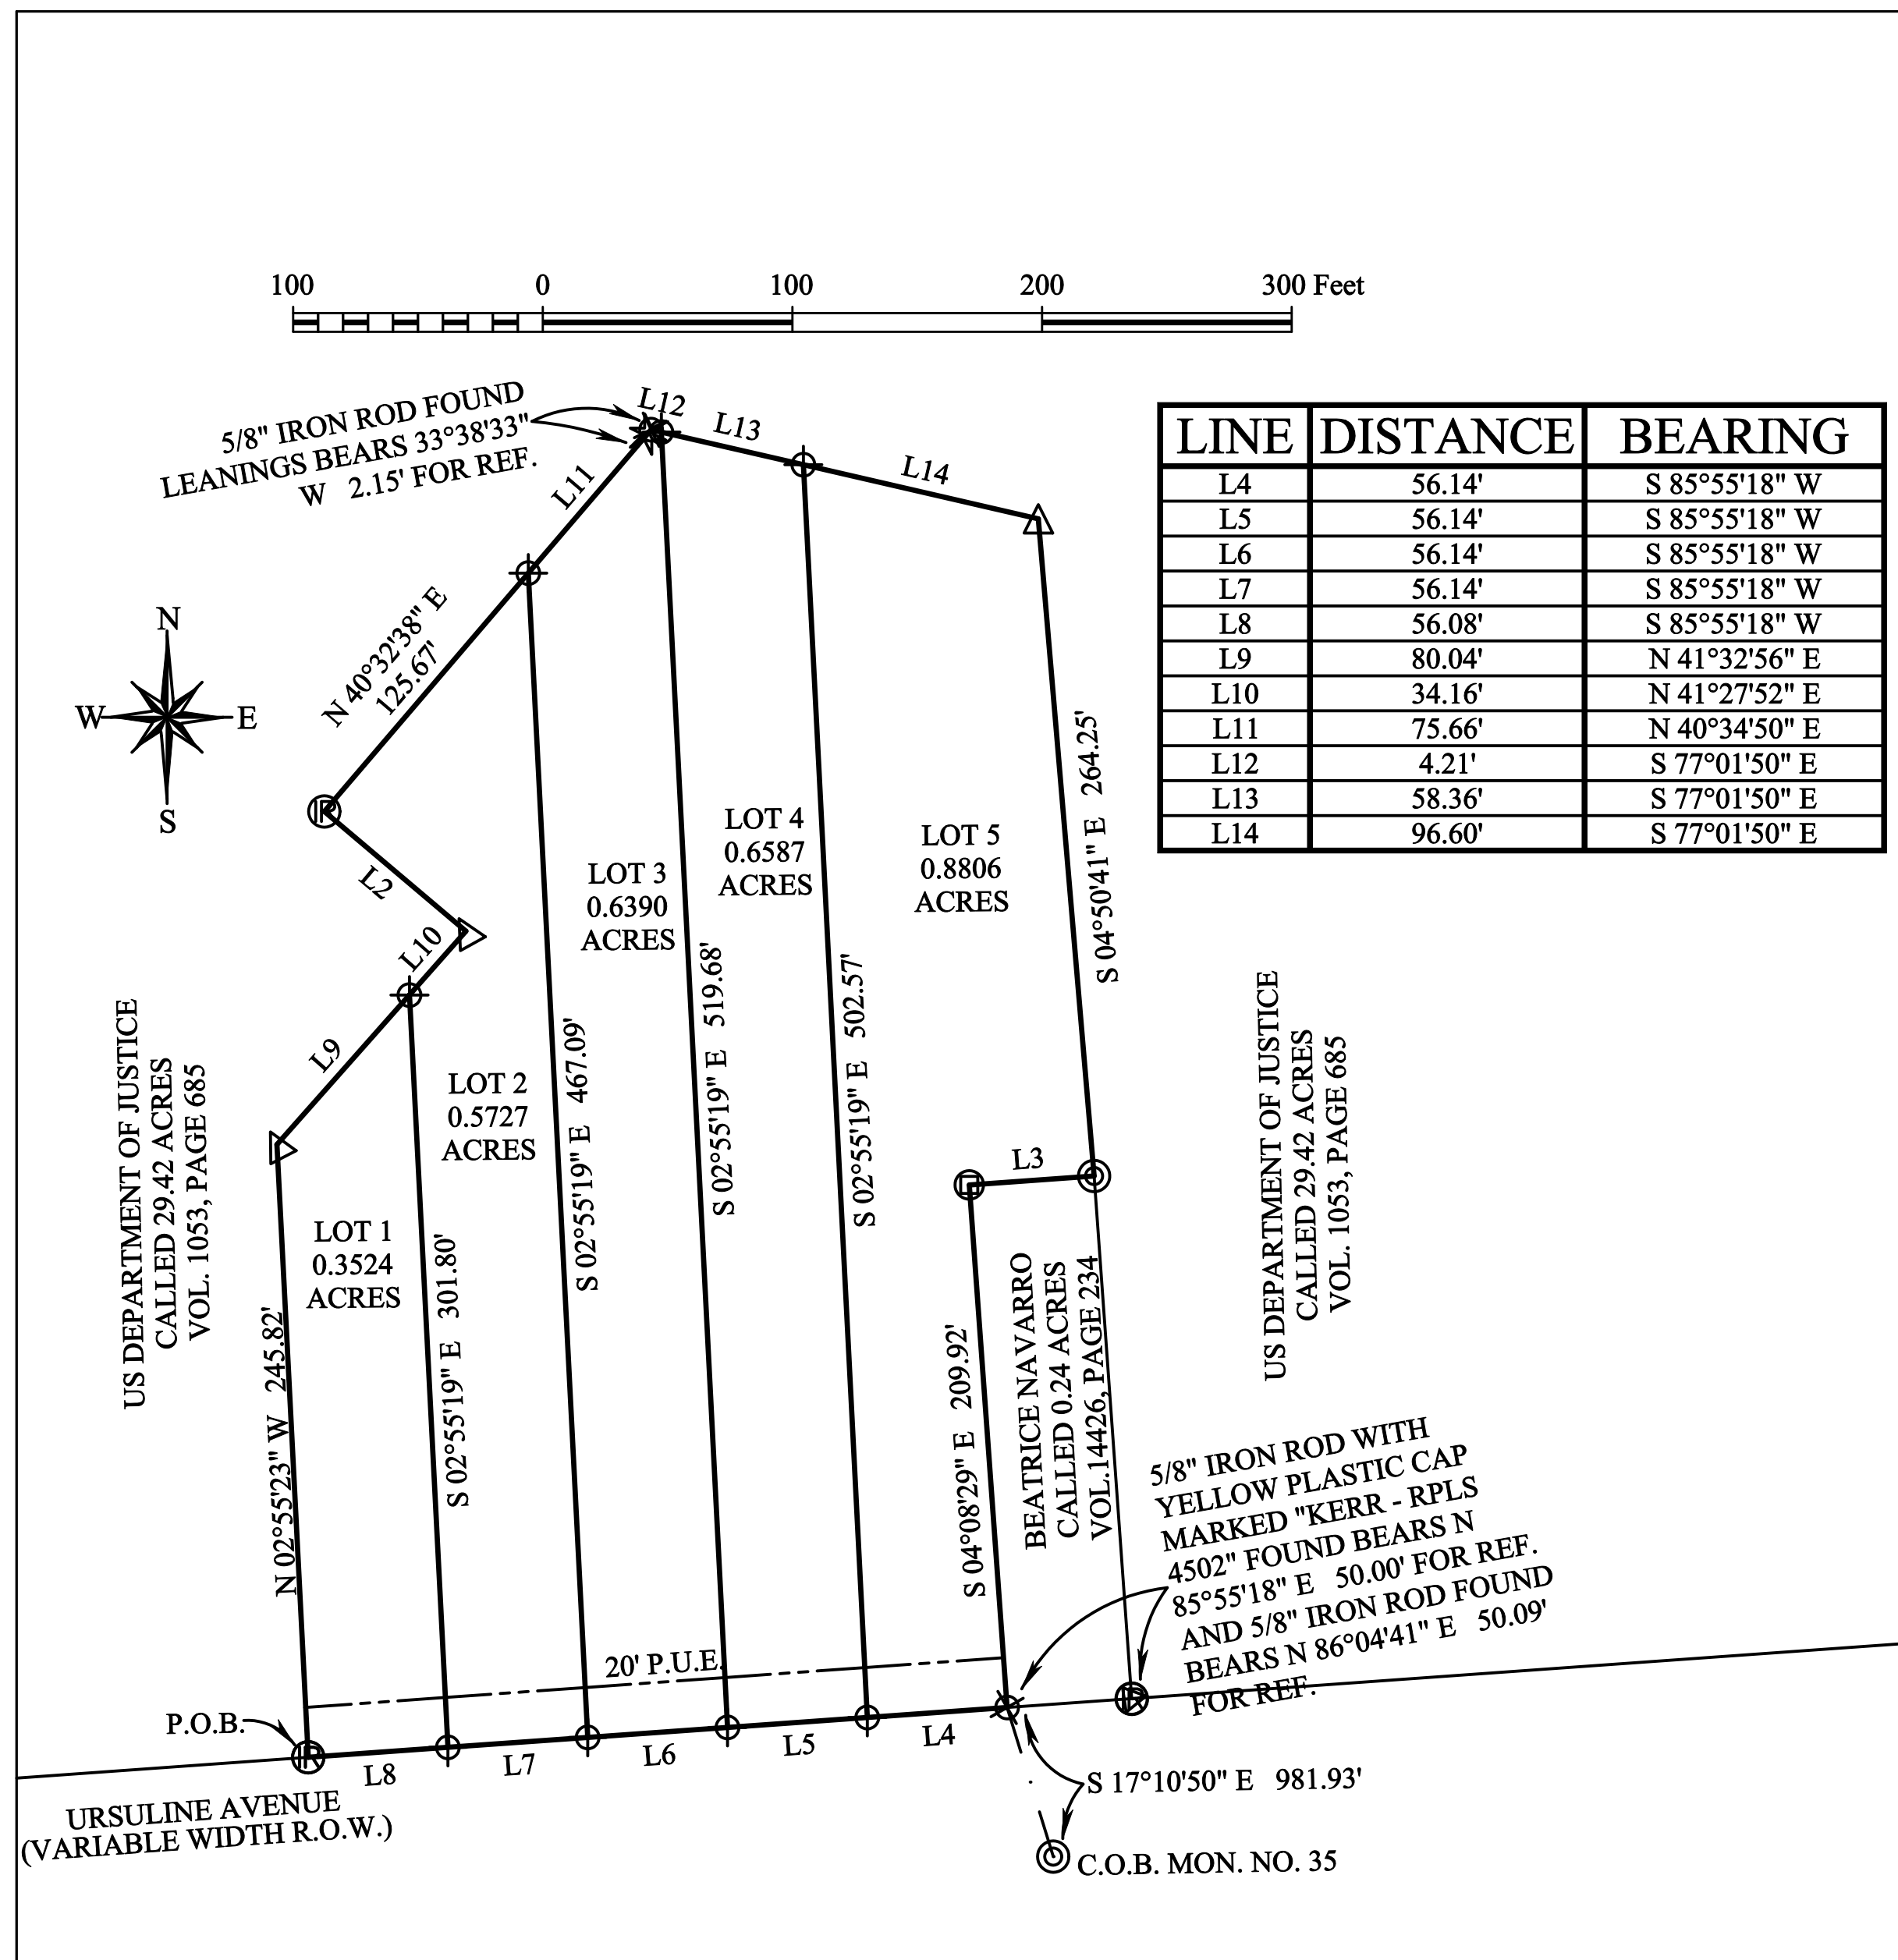 100 0 100 200 300 Feet
5/8" IRON ROD FOUND
LEANINGS BEARS 33°38'33"
W 2.15' FOR REF.
L12
L13
L14
L11
N 40°32'38" E
125.67'
N
W E
S
L2
L10
L9
LINE DISTANCE BEARING
L4 56.14' S 85°55'18" W
L5 56.14' S 85°55'18" W
L6 56.14' S 85°55'18" W
L7 56.14' S 85°55'18" W
L8 56.08' S 85°55'18" W
L9 80.04' N 41°32'56" E
L10 34.16' N 41°27'52" E
L11 75.66' N 40°34'50" E
L12 4.21' S 77°01'50" E
L13 58.36' S 77°01'50" E
L14 96.60' S 77°01'50" E
LOT 4
0.6587
ACRES
LOT 5
0.8806
ACRES
LOT 3
0.6390
ACRES
LOT 2
0.5727
ACRES
LOT 1
0.3524
ACRES
IR
US DEPARTMENT OF JUSTICE
CALLED 29.42 ACRES
VOL. 1053, PAGE 685
N 02°55'23" W 245.82'
S 02°55'19" E 301.80'
S 02°55'19" E 467.09'
S 02°55'19" E 519.68'
S 02°55'19" E 502.57'
S 04°50'41" E 264.25'
L3
S 04°08'29" E 209.92'
BEATRICE NAVARRO
CALLED 0.24 ACRES
VOL.14426, PAGE 234
US DEPARTMENT OF JUSTICE
CALLED 29.42 ACRES
VOL. 1053, PAGE 685
5/8" IRON ROD WITH
YELLOW PLASTIC CAP
MARKED "KERR - RPLS
4502" FOUND BEARS N
85°55'18" E 50.00' FOR REF.
AND 5/8" IRON ROD FOUND
BEARS N 86°04'41" E 50.09'
FOR REF.
20' P.U.E.
P.O.B.
IR
L8
L7
L6
L5
L4
S 17°10'50" E 981.93'
URSULINE AVENUE
(VARIABLE WIDTH R.O.W.)
C.O.B. MON. NO. 35